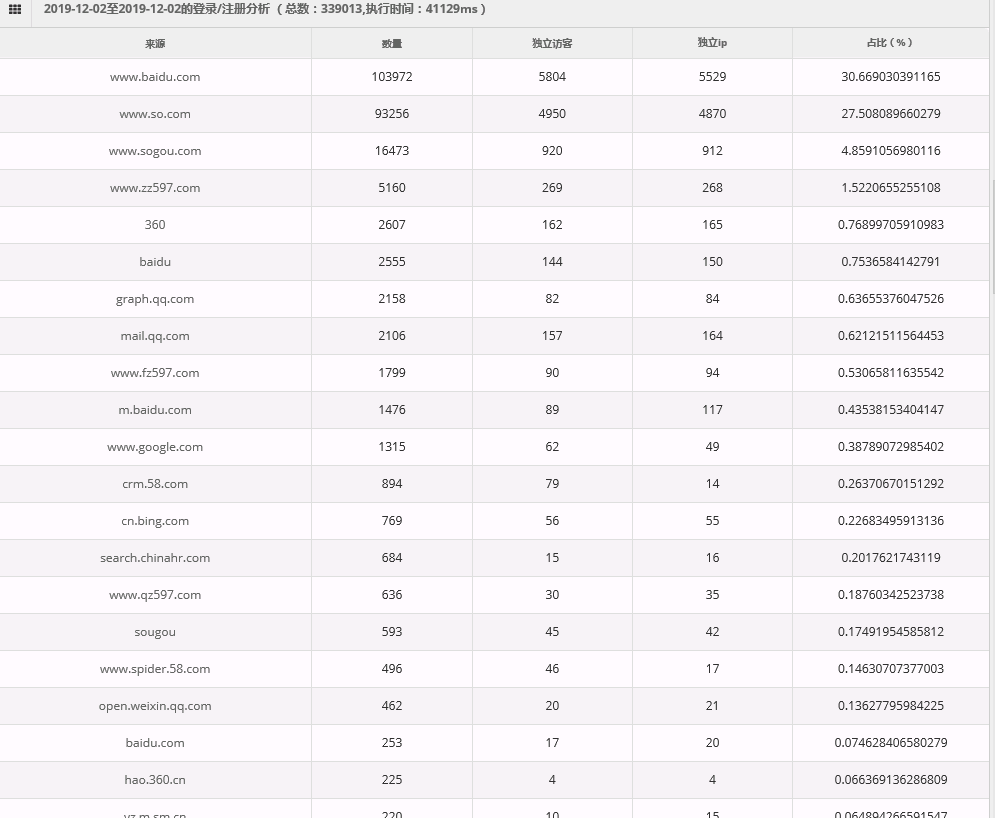 2019-12-02至2019-12-02的登录/注册分析 （ 总数：339013,执行时间：41129ms ）
来源 数量 独立访客 独立ip 占比（%）
www.baidu.com 103972 5804 5529 30.669030391165
www.so.com 93256 4950 4870 27.508089660279
www.sogou.com 16473 920 912 4.8591056980116
www.zz597.com 5160 269 268 1.5220655255108
360 2607 162 165 0.76899705910983
baidu 2555 144 150 0.7536584142791
graph.qq.com 2158 82 84 0.63655376047526
mail.qq.com 2106 157 164 0.62121511564453
www.fz597.com 1799 90 94 0.53065811635542
m.baidu.com 1476 89 117 0.43538153404147
www.google.com 1315 62 49 0.38789072985402
crm.58.com 894 79 14 0.26370670151292
cn.bing.com 769 56 55 0.22683495913136
search.chinahr.com 684 15 16 0.2017621743119
www.qz597.com 636 30 35 0.18760342523738
sougou 593 45 42 0.17491954585812
www.spider.58.com 496 46 17 0.14630707377003
open.weixin.qq.com 462 20 21 0.13627795984225
baidu.com 253 17 20 0.074628406580279
hao.360.cn 225 4 4 0.066369136286809
yz.m.sm.cn 220 10 15 0.064894266591547